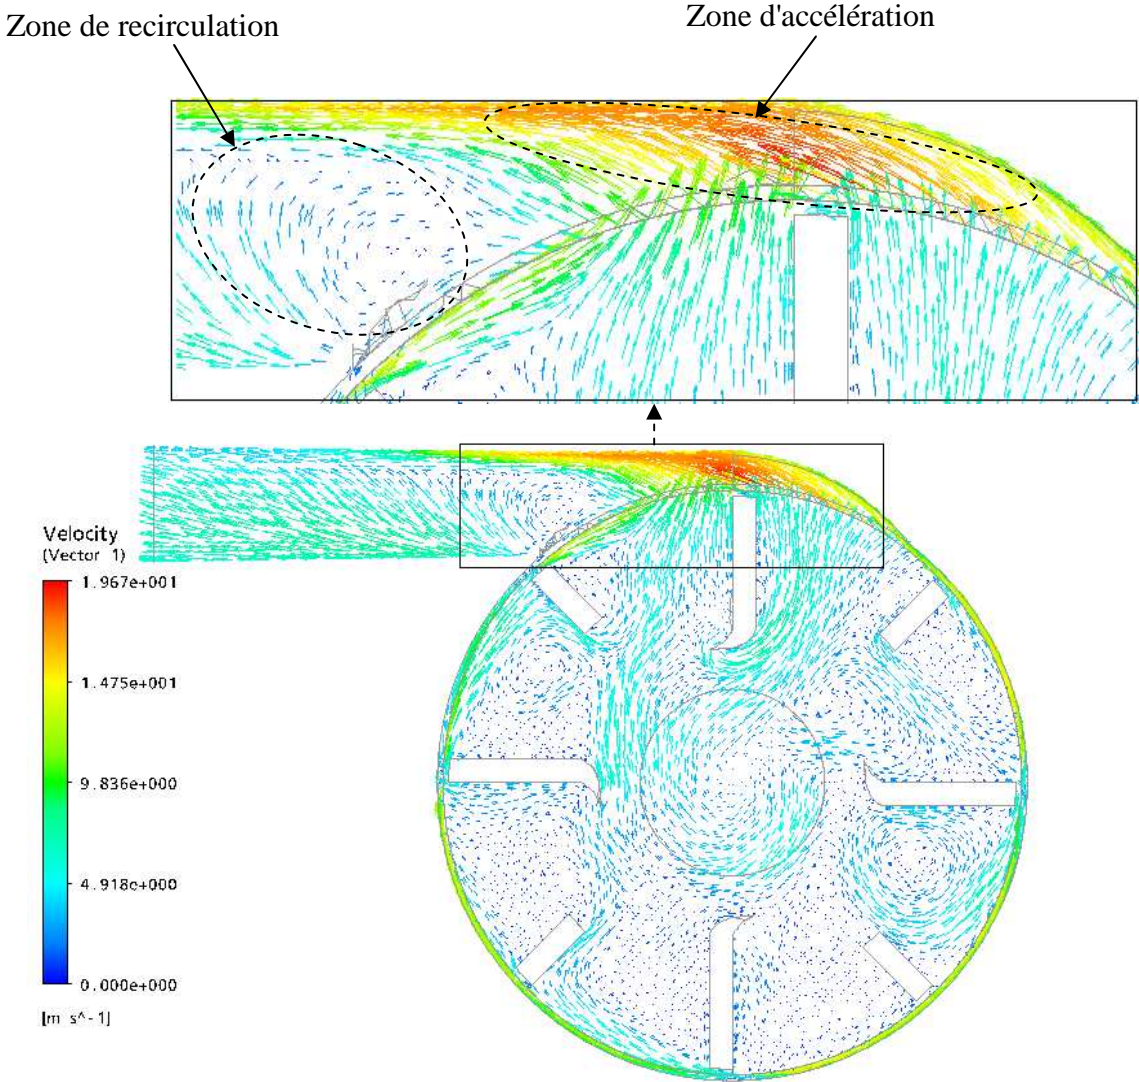 Zone de recirculation
Zone d'accélération
Velocity
(Vector 1)
1.967e+001
1.475e+001
9.836e+000
4.918e+000
0.000e+000
[m s^-1]